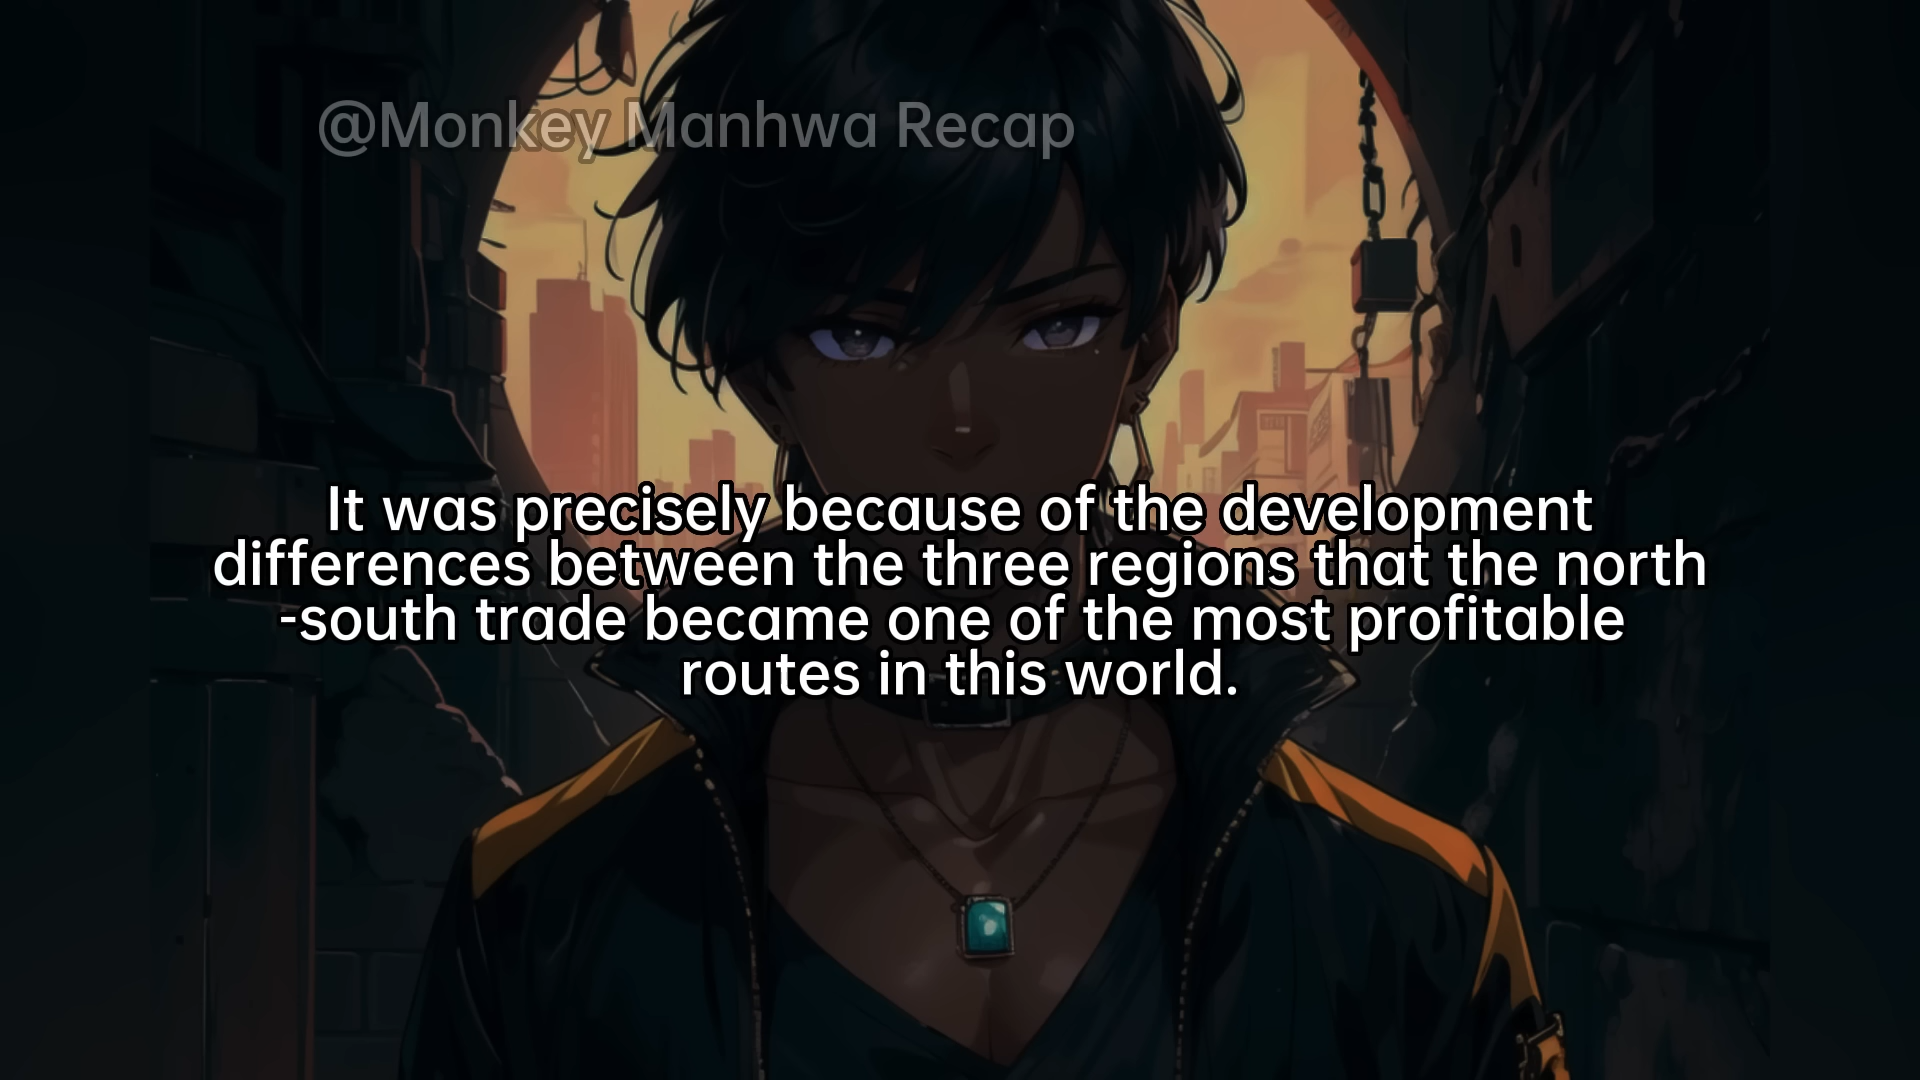 @Monkey Manhwa Recap
It was precisely because of the development
differences between the three regions that the north
-south trade became one of the most profitable
routes in this world.